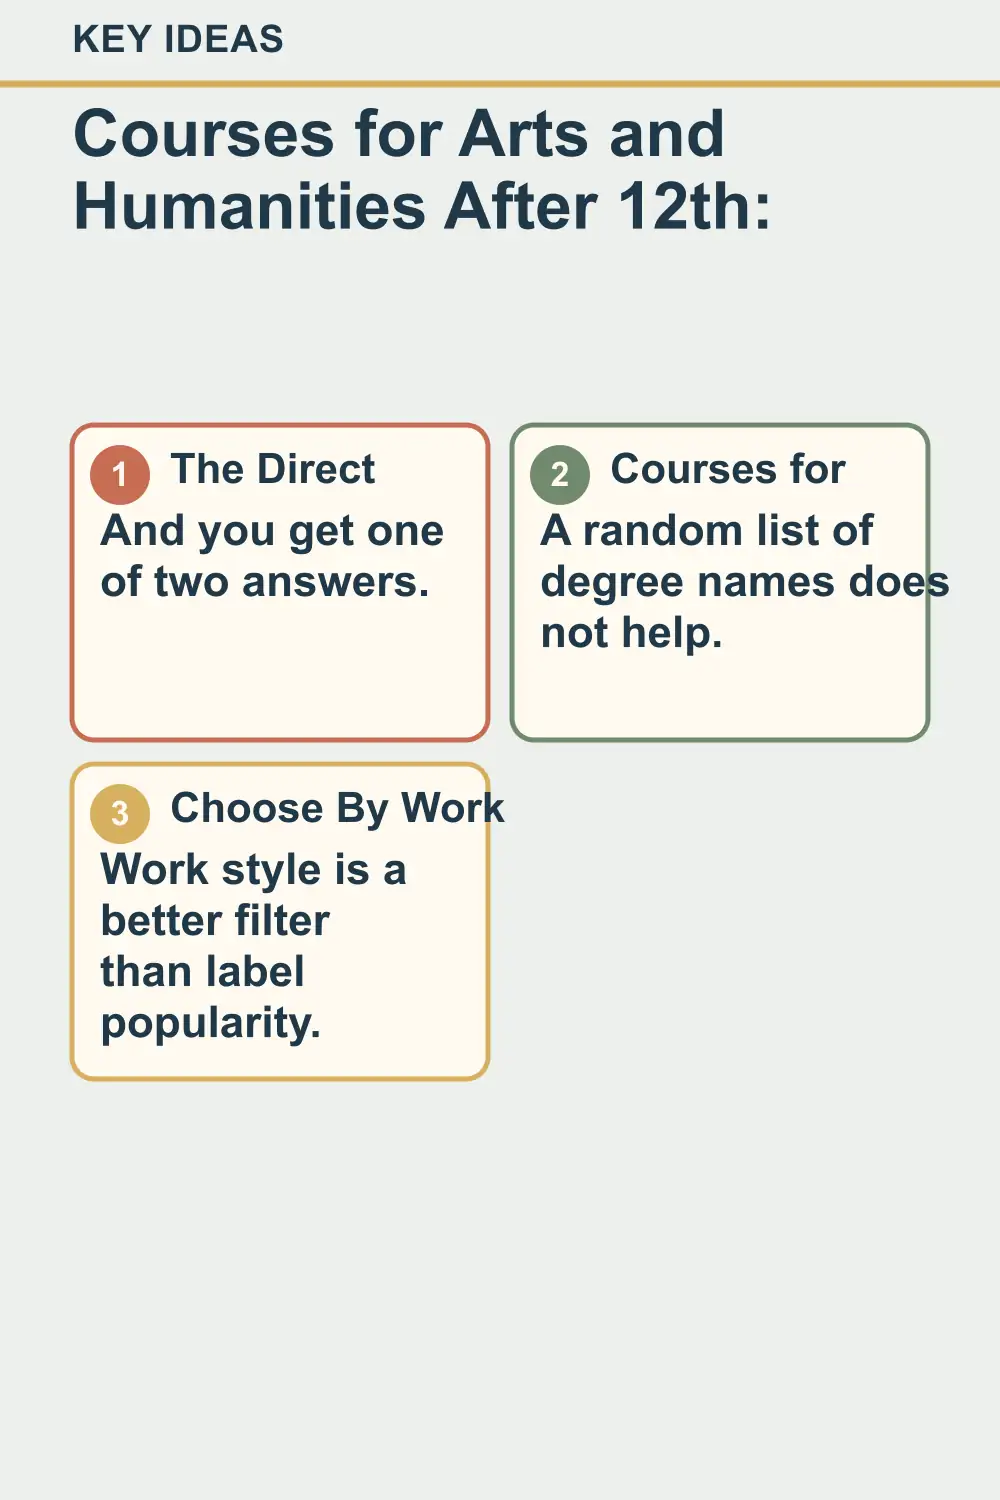 KEY IDEAS
Courses for Arts and
Humanities After 12th:
1 The Direct
And you get one
of two answers.
2 Courses for
A random list of
degree names does
not help.
3 Choose By Work
Work style is a
better filter
than label
popularity.